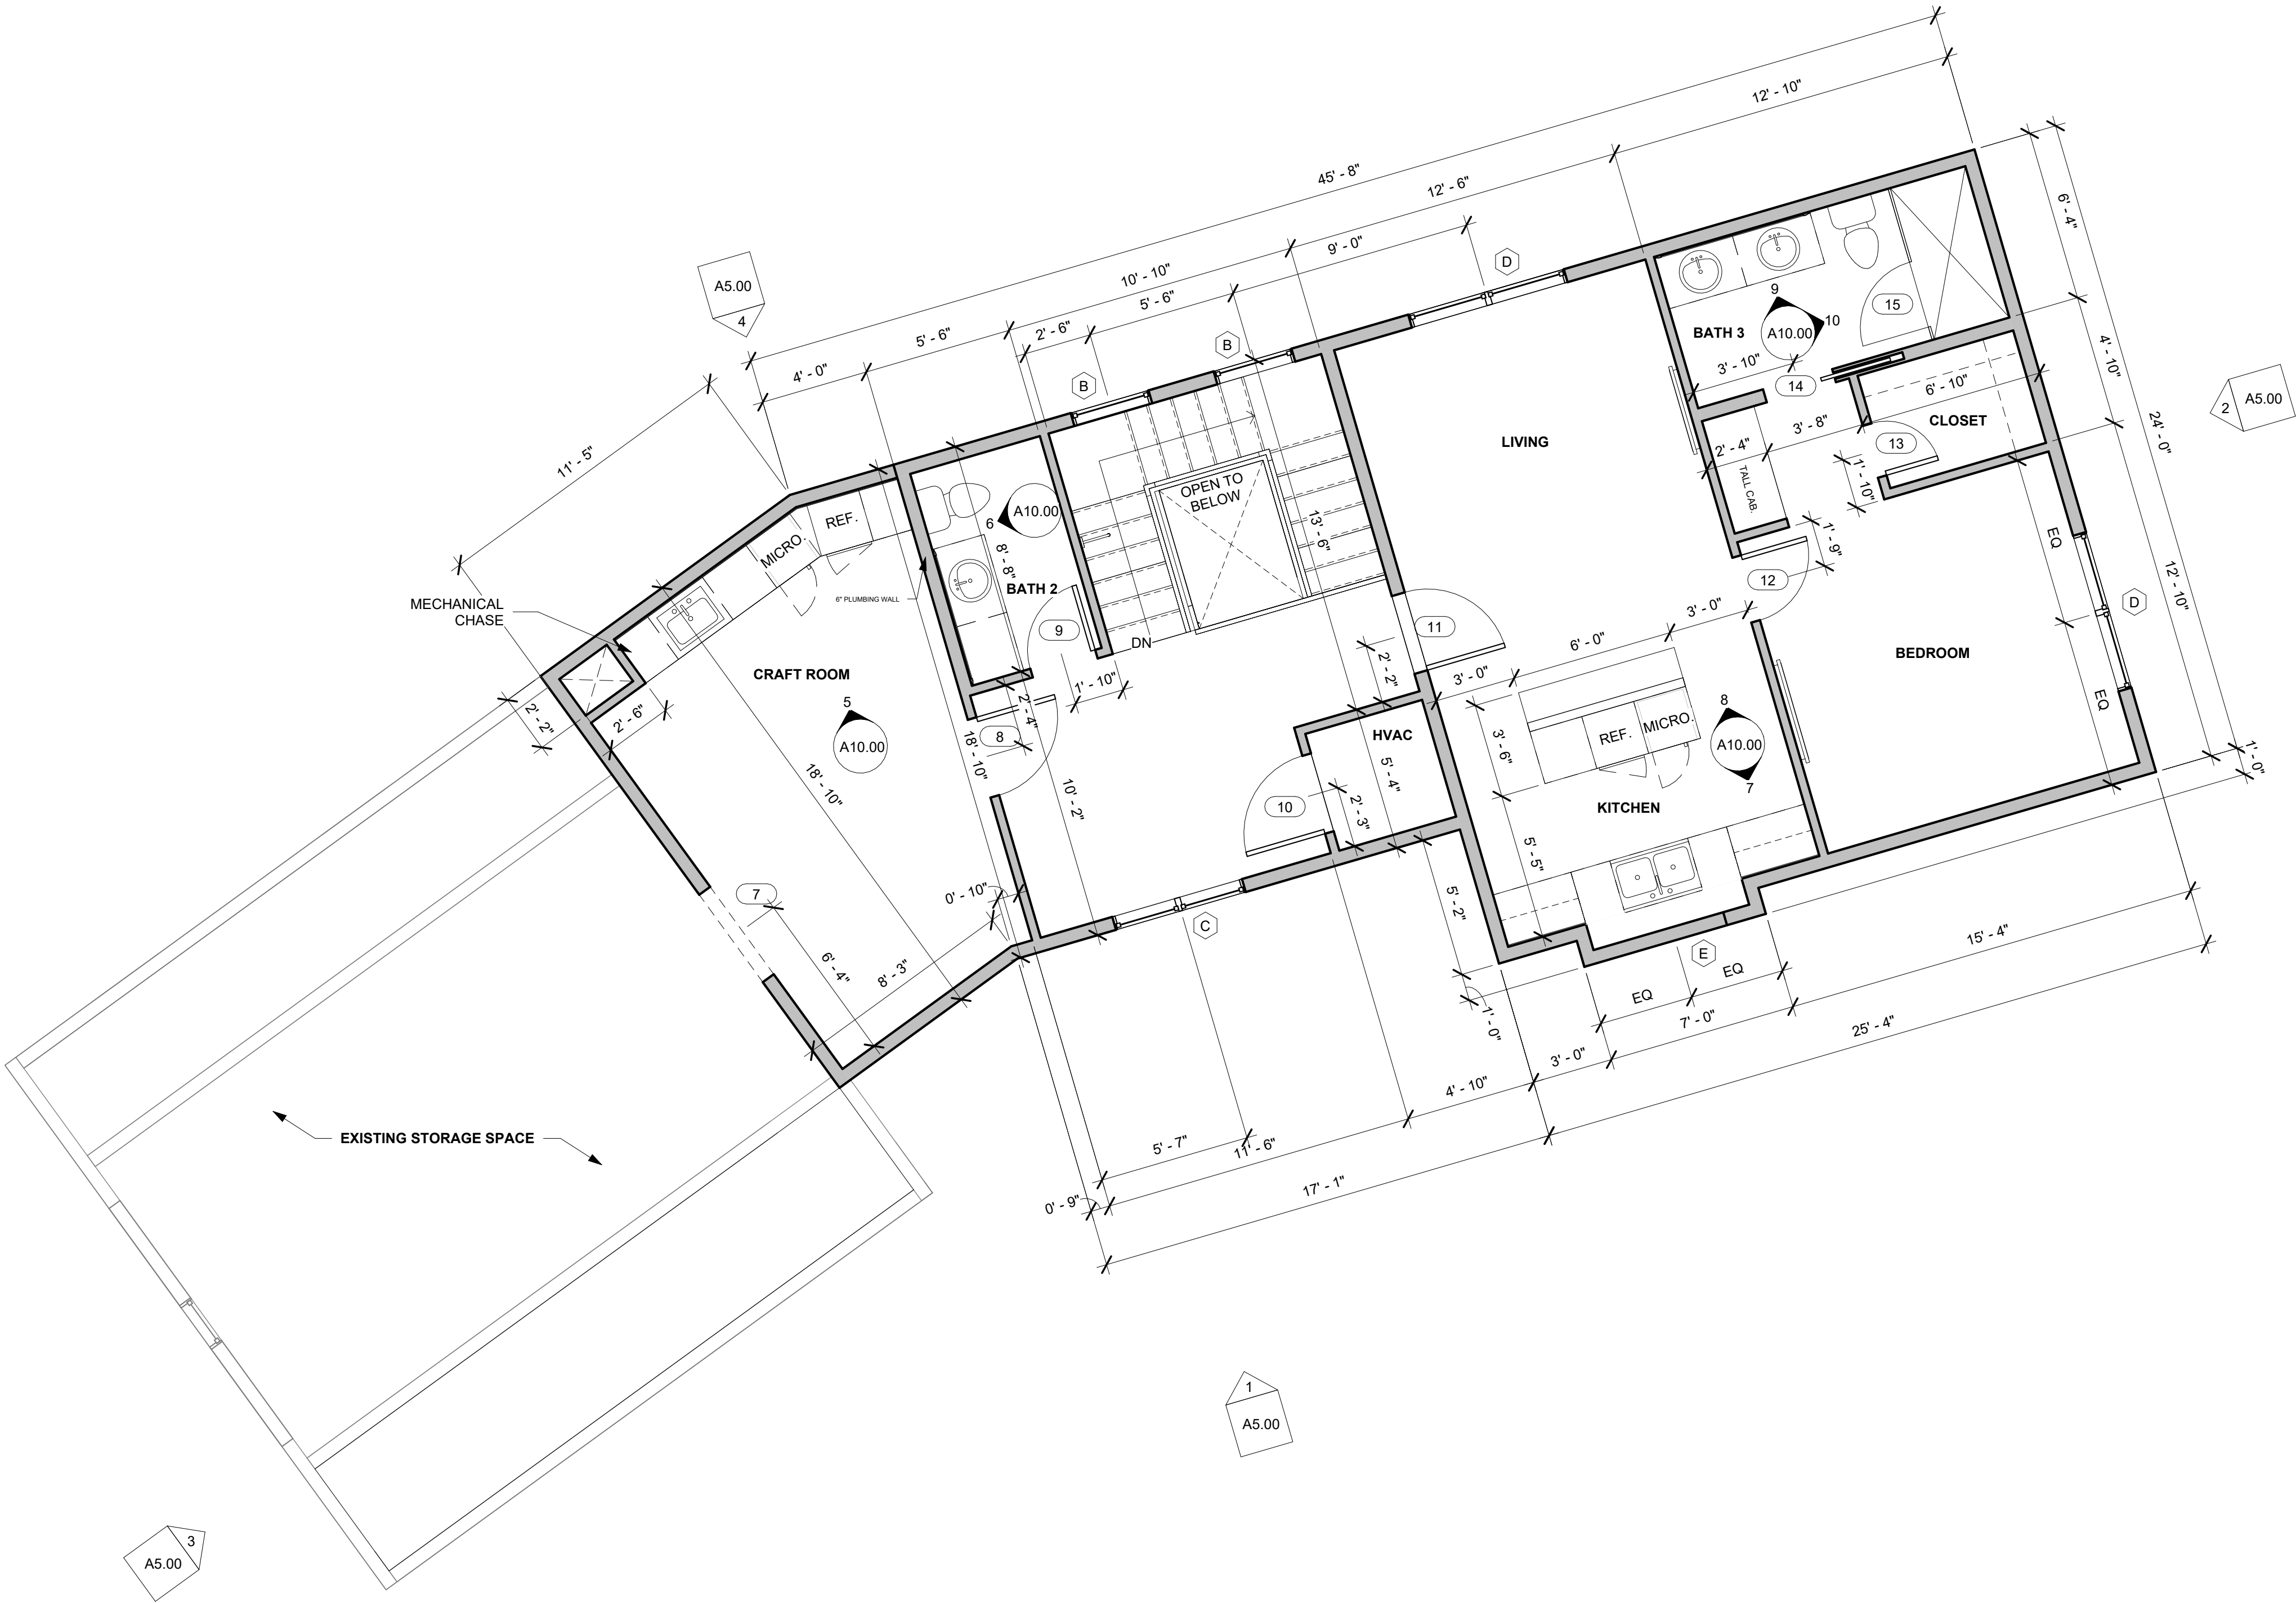 12' - 10"
45' - 8"
12' - 6"
6' - 4"
9' - 0"
D
A5.00
4
10' - 10"
5' - 6"
2' - 6"
5' - 6"
4' - 0"
B
B
9
A10.00
10
15
BATH 3
3' - 10"
14
6' - 10"
4' - 10"
24' - 0"
2
A5.00
CLOSET
3' - 8"
13
2' - 4"
TALL CAB.
1' - 10"
LIVING
11' - 5"
OPEN TO
BELOW
13' - 6"
REF.
MICRO.
6
A10.00
8' - 8"
BATH 2
6" PLUMBING WALL
MECHANICAL
CHASE
1' - 9"
12
EQ
12' - 10"
D
EQ
1' - 0"
BEDROOM
3' - 0"
6' - 0"
3' - 0"
11
2' - 2"
DN
9
1' - 10"
CRAFT ROOM
5
A10.00
2' - 4"
8
2' - 2"
2' - 6"
18' - 10"
18' - 10"
10' - 2"
HVAC
5' - 4"
10
2' - 3"
3' - 6"
REF.
MICRO.
8
A10.00
7
KITCHEN
5' - 5"
5' - 2"
1' - 0"
7
6' - 4"
8' - 3"
0' - 10"
C
E
EQ
EQ
7' - 0"
15' - 4"
25' - 4"
3' - 0"
4' - 10"
5' - 7"
11' - 6"
17' - 1"
0' - 9"
EXISTING STORAGE SPACE
1
A5.00
3
A5.00